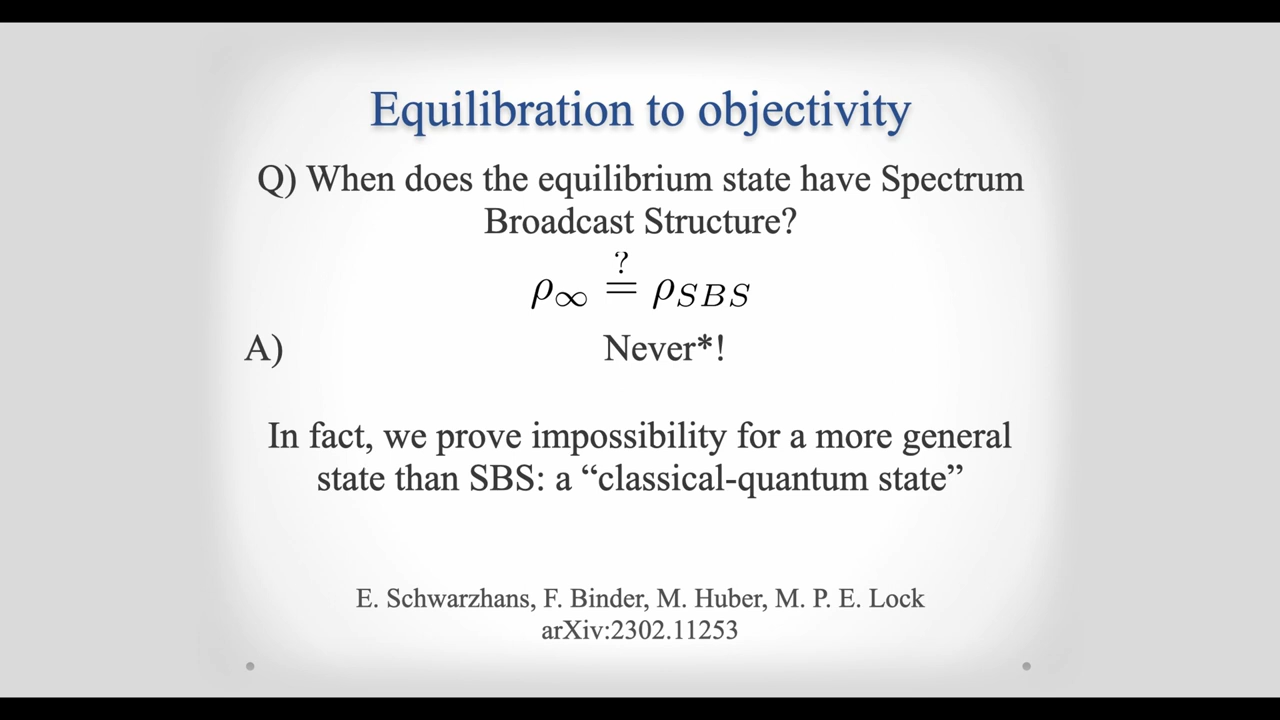 Equilibration to objectivity
Q) When does the equilibrium state have Spectrum
Broadcast Structure?
?
ρ∞ = ρSBS
A) Never*!
In fact, we prove impossibility for a more general
state than SBS: a “classical-quantum state”
E. Schwarzhans, F. Binder, M. Huber, M. P. E. Lock
arXiv:2302.11253